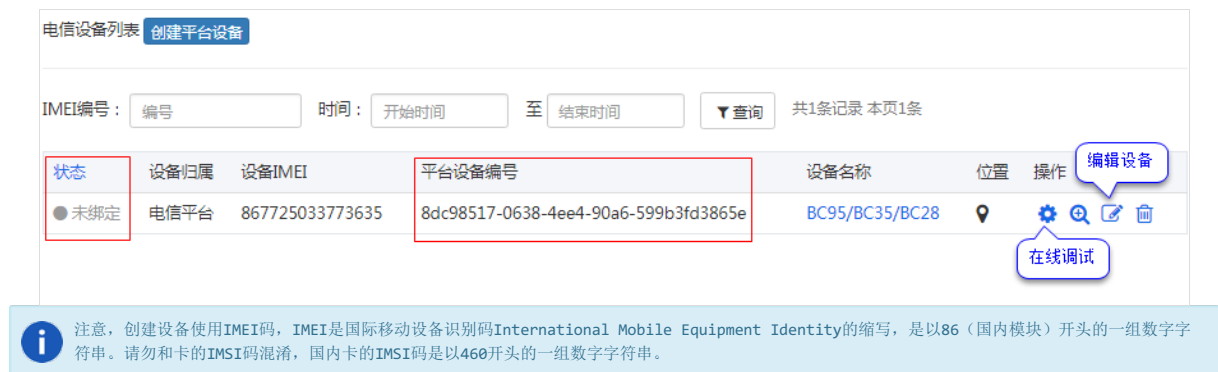 电信设备列表 创建平台设备
IMEI编号： 编号 时间： 开始时间 至 结束时间 查询 共1条记录 本页1条
编辑设备
状态 设备归属 设备IMEI 平台设备编号 设备名称 位置 操作
未绑定 电信平台 867725033773635 8dc98517-0638-4ee4-90a6-599b3fd3865e BC95/BC35/BC28
在线调试
注意，创建设备使用IMEI码，IMEI是国际移动设备识别码International Mobile Equipment Identity的缩写，是以86（国内模块）开头的一组数字字
符串。请勿和卡的IMSI码混淆，国内卡的IMSI码是以460开头的一组数字字符串。